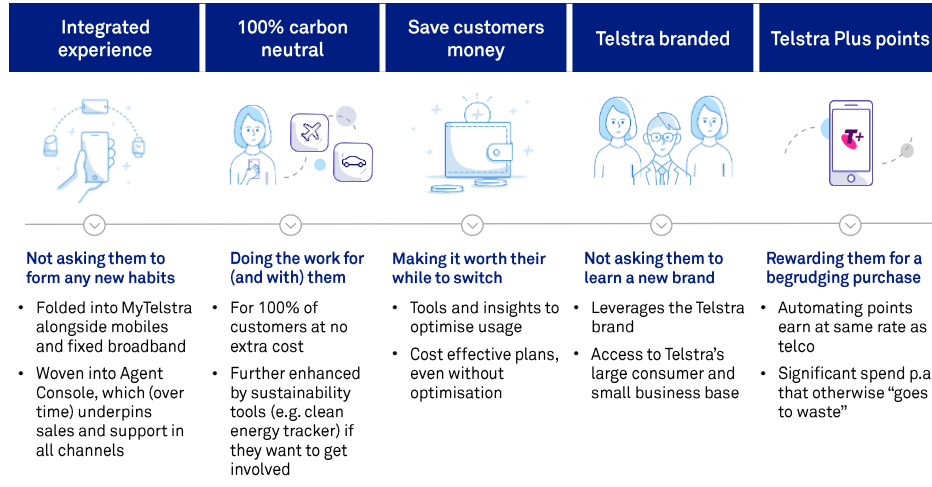 Integrated
experience
100% carbon
neutral
Save customers
money
Telstra branded
Telstra Plus points
T+
Not asking them to
form any new habits
• Folded into MyTelstra
alongside mobiles
and fixed broadband
• Woven into Agent
Console, which (over
time) underpins
sales and support in
all channels
Doing the work for
(and with) them
• For 100% of
customers at no
extra cost
• Further enhanced
by sustainability
tools (e.g. clean
energy tracker) if
they want to get
involved
Making it worth their
while to switch
• Tools and insights to
optimise usage
• Cost effective plans,
even without
optimisation
Not asking them to
learn a new brand
• Leverages the Telstra
brand
• Access to Telstra's
large consumer and
small business base
Rewarding them for a
begrudging purchase
• Automating points
earn at same rate as
telco
• Significant spend p.a
that otherwise “goes
to waste”